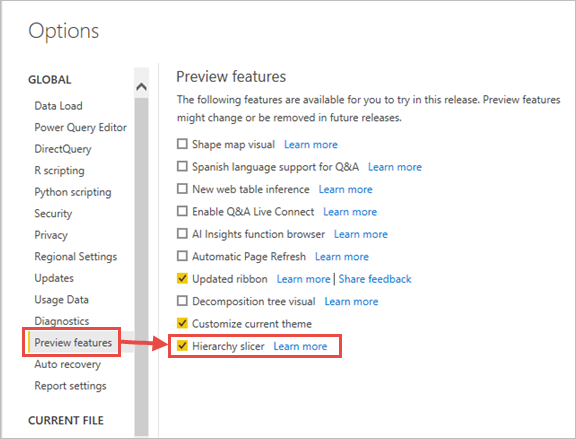 Options
GLOBAL
Data Load
Power Query Editor
DirectQuery
R scripting
Python scripting
Security
Privacy
Regional Settings
Updates
Usage Data
Diagnostics
Preview features
Auto recovery
Report settings
CURRENT FILE
Preview features
The following features are available for you to try in this release. Preview features
might change or be removed in future releases.
Shape map visual Learn more
Spanish language support for Q&A Learn more
New web table inference Learn more
Enable Q&A Live Connect Learn more
AI Insights function browser Learn more
Automatic Page Refresh Learn more
Updated ribbon Learn more | Share feedback
Decomposition tree visual Learn more
Customize current theme
Hierarchy slicer Learn more